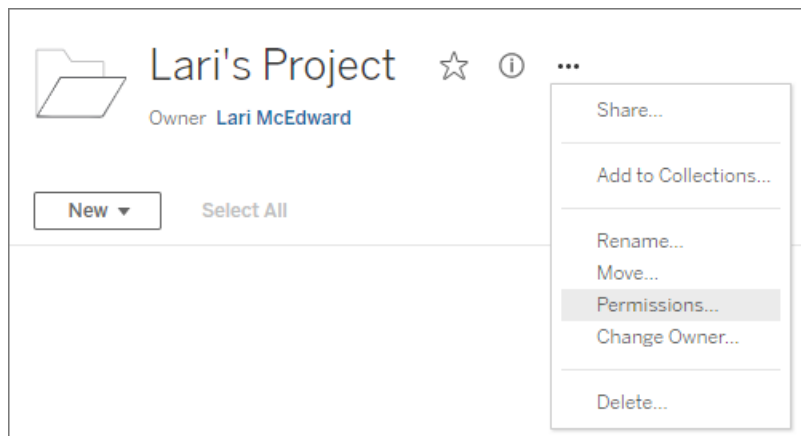 Lari's Project
Owner Lari McEdward
New
Select All
Share...
Add to Collections...
Rename...
Move...
Permissions...
Change Owner...
Delete...